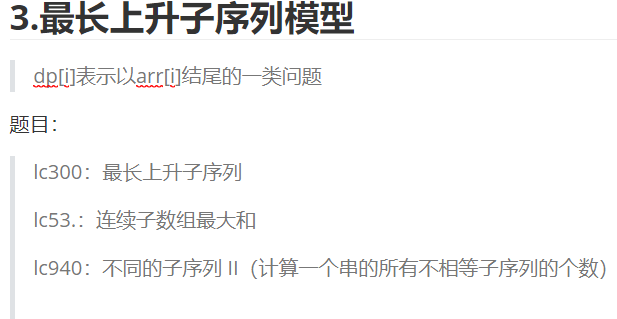 3.最长上升子序列模型
dp[i]表示以arr[i]结尾的一类问题
题目：
lc300：最长上升子序列
lc53.：连续子数组最大和
lc940：不同的子序列 II（计算一个串的所有不相等子序列的个数）